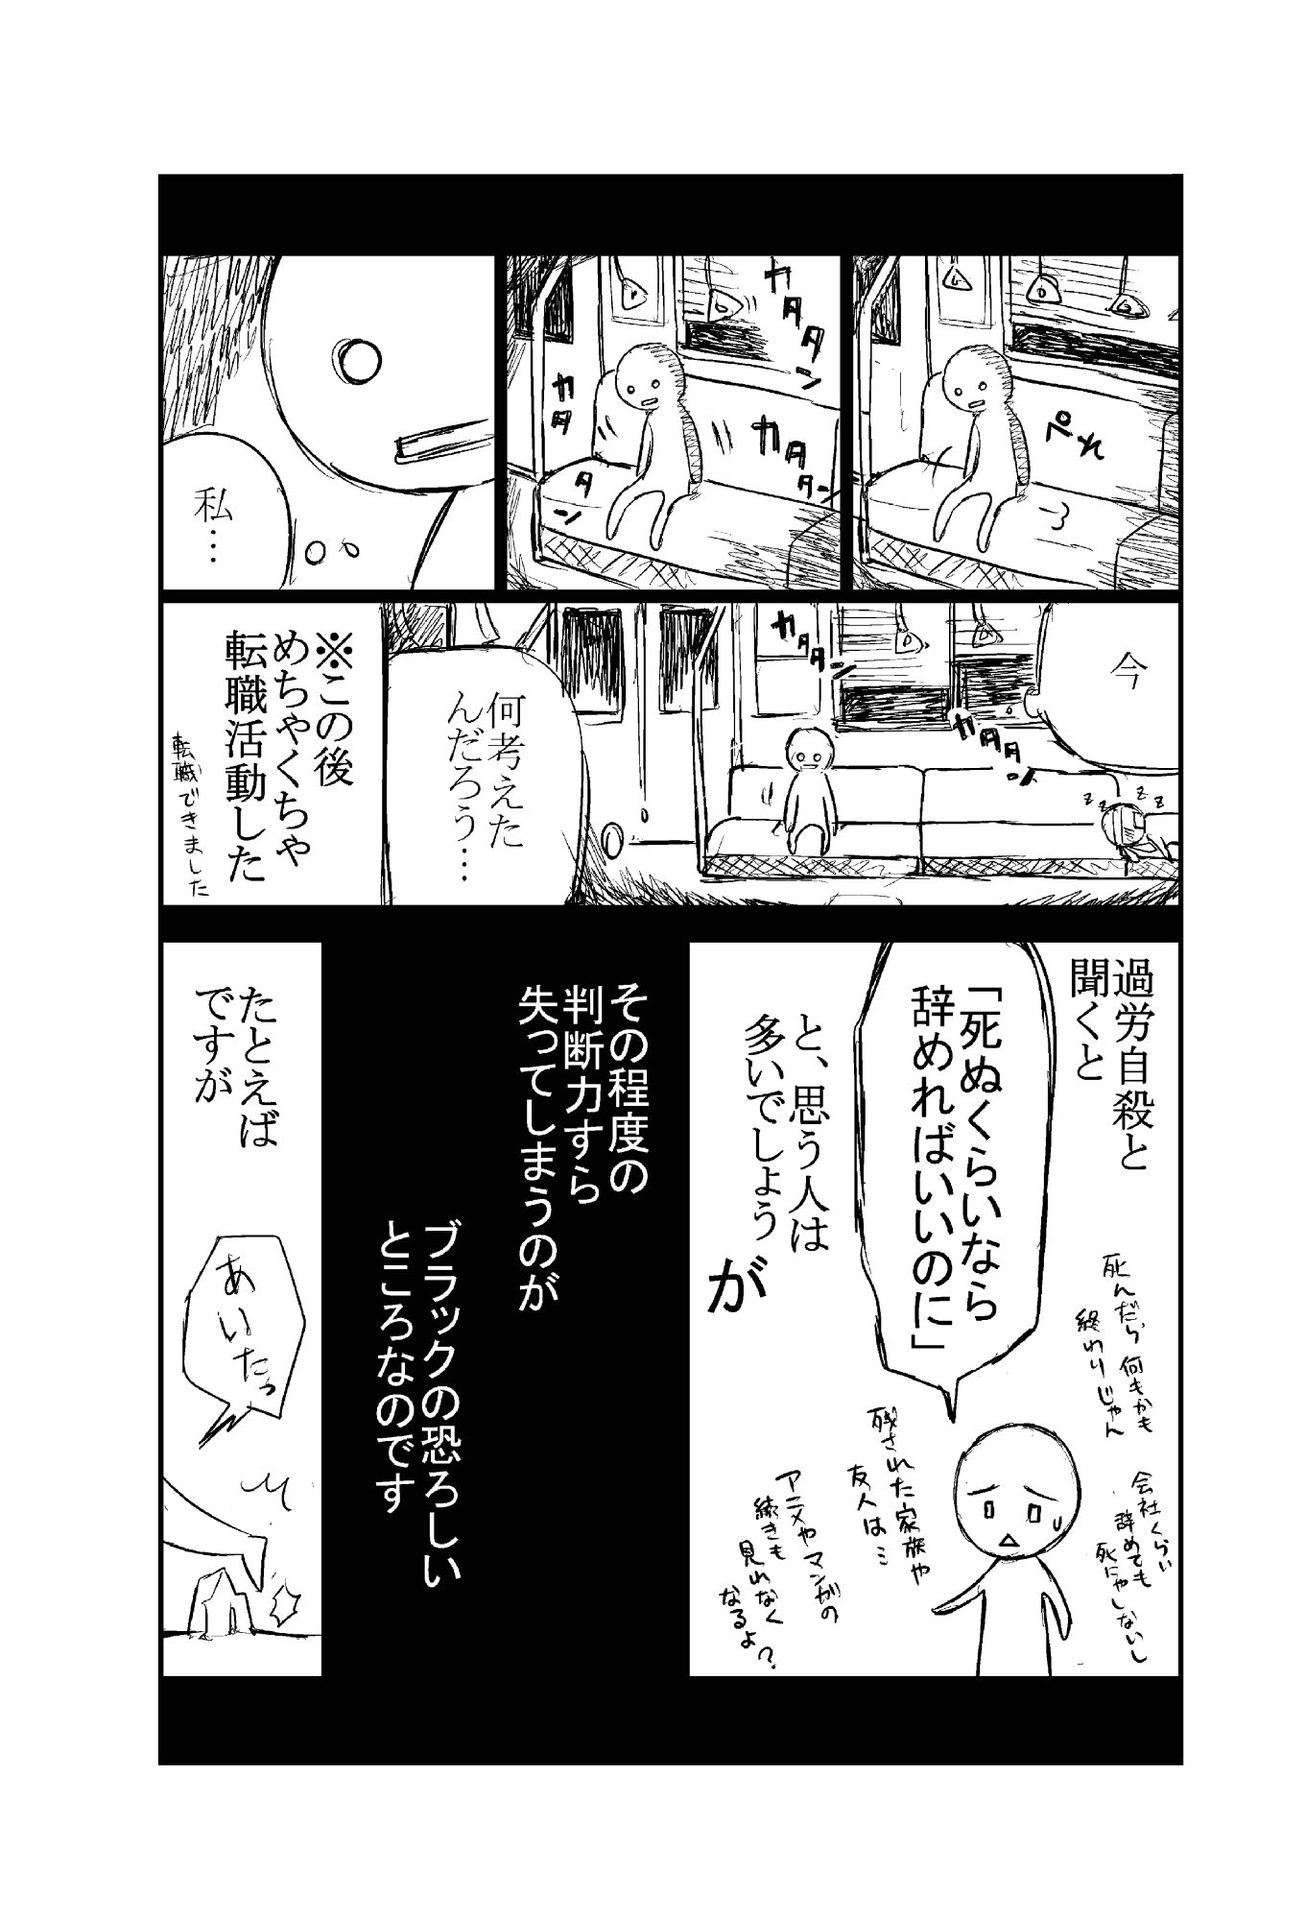 ぺれ
カタタタン
カタタタン
カタ
タタン
私…
今
z z z z
カタタタン
カタタタン
何考えた
んだろう…
※この後
めちゃくちゃ
転職活動した
転職できました
過労自殺と
聞くと
「死ぬくらいなら
辞めればいいのに」
死んだら何もかも
終わりじゃん
会社くらい
辞めても
死にゃしないし
残された家族や
友人は…
アニメやマンガの
続きも
見れなく
なるよ?
と、思う人は
多いでしょう
が
その程度の
判断力すら
失ってしまうのが
ブラックの恐ろしい
ところなのです
たとえば
ですが
あいたっ